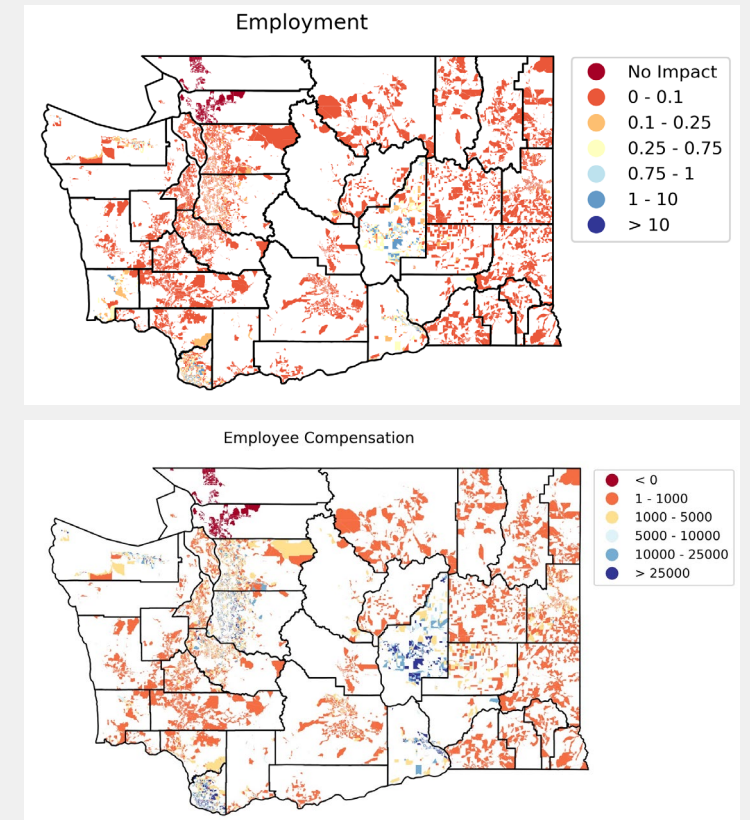 Employment
No Impact
0 - 0.1
0.1 - 0.25
0.25 - 0.75
0.75 - 1
1 - 10
> 10
Employee Compensation
< 0
1 - 1000
1000 - 5000
5000 - 10000
10000 - 25000
> 25000